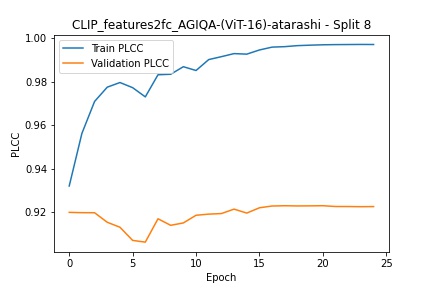 CLIP_features2fc_AGIQA-(ViT-16)-atarashi - Split 8
1.00
0.98
0.96
0.94
0.92
PLCC
Train PLCC
Validation PLCC
0
5
10
15
20
25
Epoch